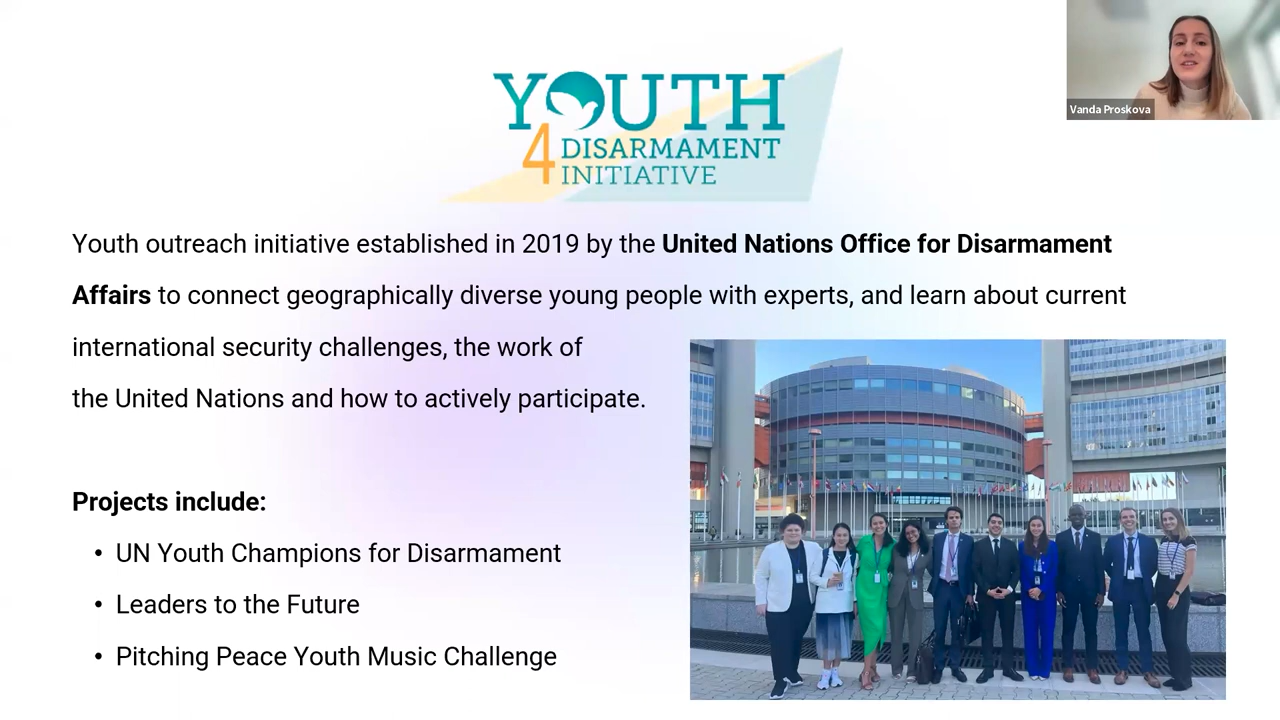 YOUTH
4 DISARMAMENT
INITIATIVE
Vanda Proskova
Youth outreach initiative established in 2019 by the United Nations Office for Disarmament
Affairs to connect geographically diverse young people with experts, and learn about current
international security challenges, the work of
the United Nations and how to actively participate.
Projects include:
• UN Youth Champions for Disarmament
• Leaders to the Future
• Pitching Peace Youth Music Challenge